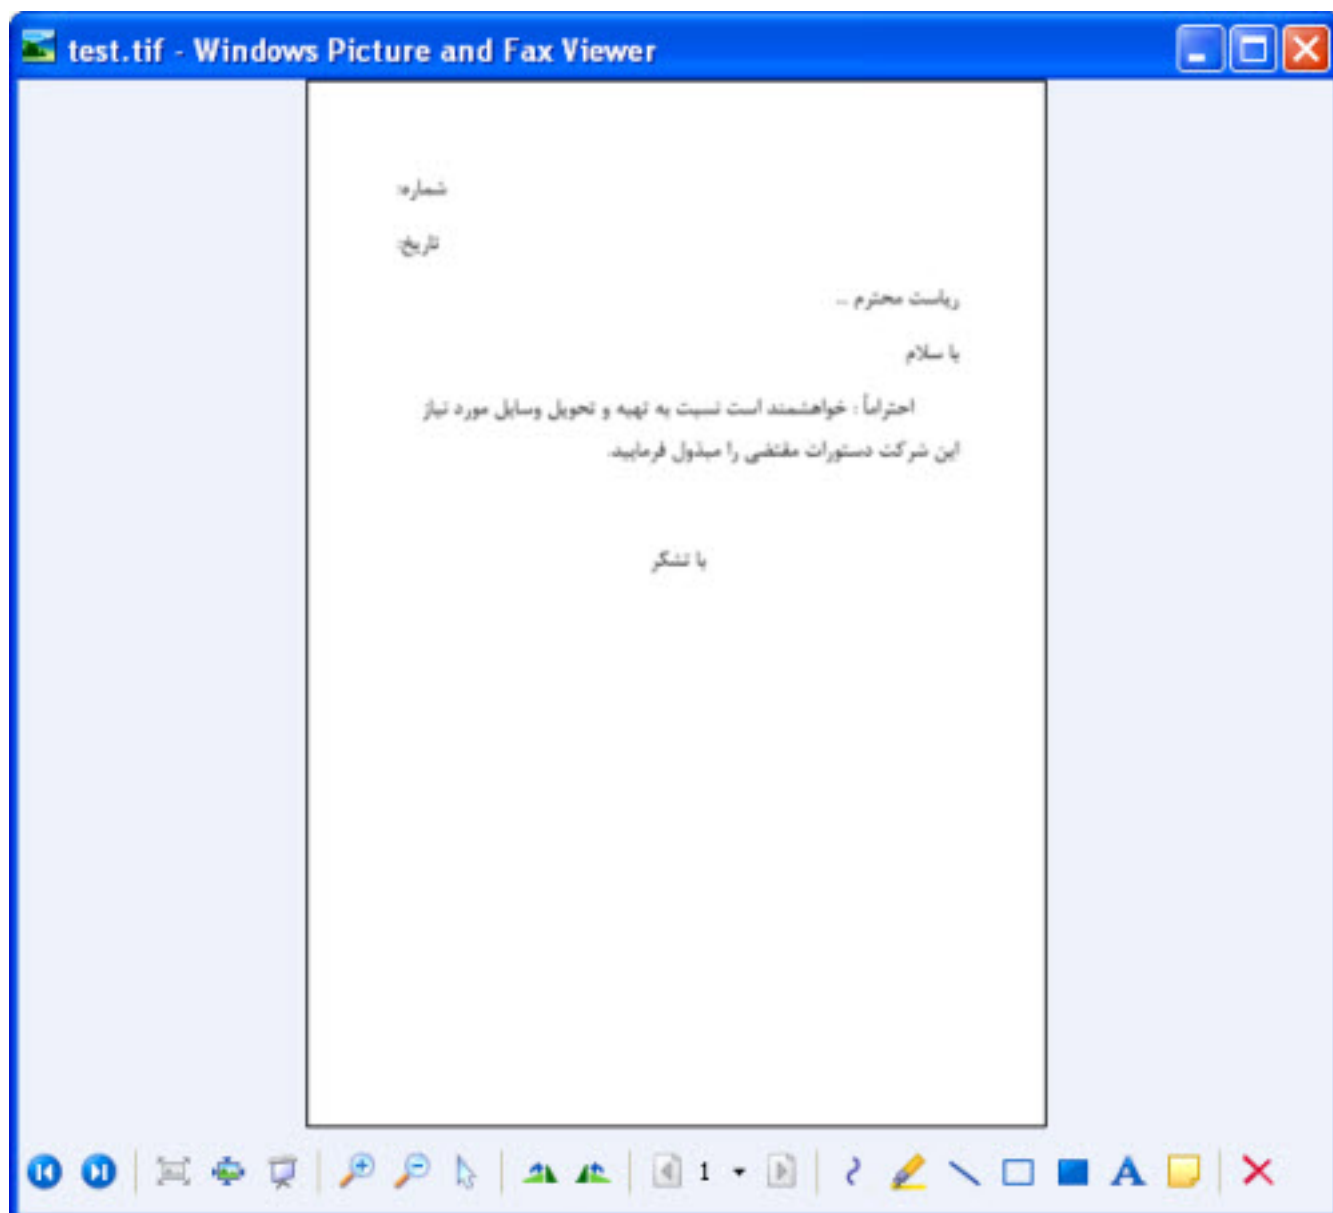 test.tif - Windows Picture and Fax Viewer
شماره:
تاریخ:
ریاست محترم ...
با سلام
احتراماً : خواهشمند است نسبت به تهیه و تحویل وسایل مورد نیاز
این شرکت دستورات مقتضی را مبذول فرمایید.
با تشکر
1
A